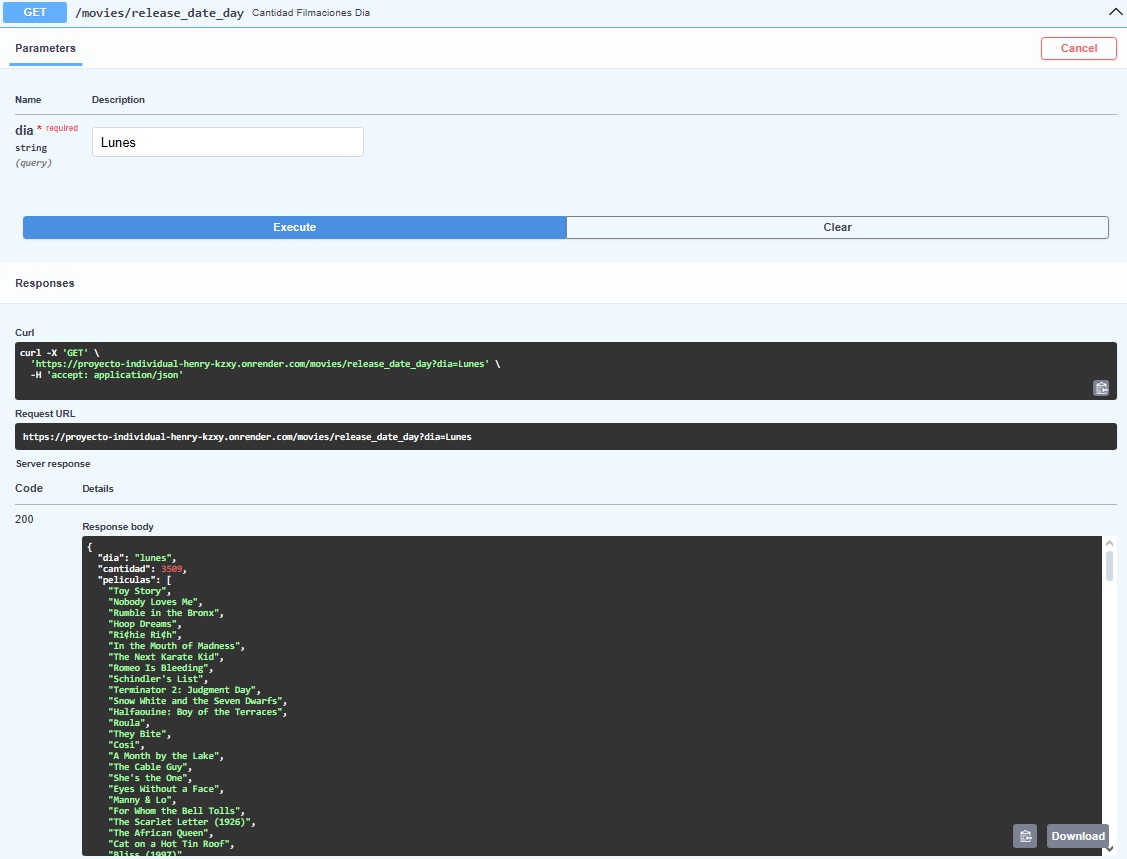 GET /movies/release_date_day Cantidad Filmaciones Dia
Parameters
Cancel
Name Description
dia * required
string
(query)
Lunes
Execute
Clear
Responses
Curl
curl -X 'GET' \
'https://proyecto-individual-henry-kzxy.onrender.com/movies/release_date_day?dia=Lunes' \
-H 'accept: application/json'
Request URL
https://proyecto-individual-henry-kzxy.onrender.com/movies/release_date_day?dia=Lunes
Server response
Code Details
200
Response body
{
"dia": "lunes",
"cantidad": 3509,
"peliculas": [
"Toy Story",
"Nobody Loves Me",
"Rumble in the Bronx",
"Hoop Dreams",
"Ri¢hie Ri¢h",
"In the Mouth of Madness",
"The Next Karate Kid",
"Romeo Is Bleeding",
"Schindler's List",
"Terminator 2: Judgment Day",
"Snow White and the Seven Dwarfs",
"Halfaouine: Boy of the Terraces",
"Roula",
"They Bite",
"Cosi",
"A Month by the Lake",
"The Cable Guy",
"She's the One",
"Eyes Without a Face",
"Manny & Lo",
"For Whom the Bell Tolls",
"The Scarlet Letter (1926)",
"The African Queen",
"Cat on a Hot Tin Roof",
"Bliss (1997)"
Download